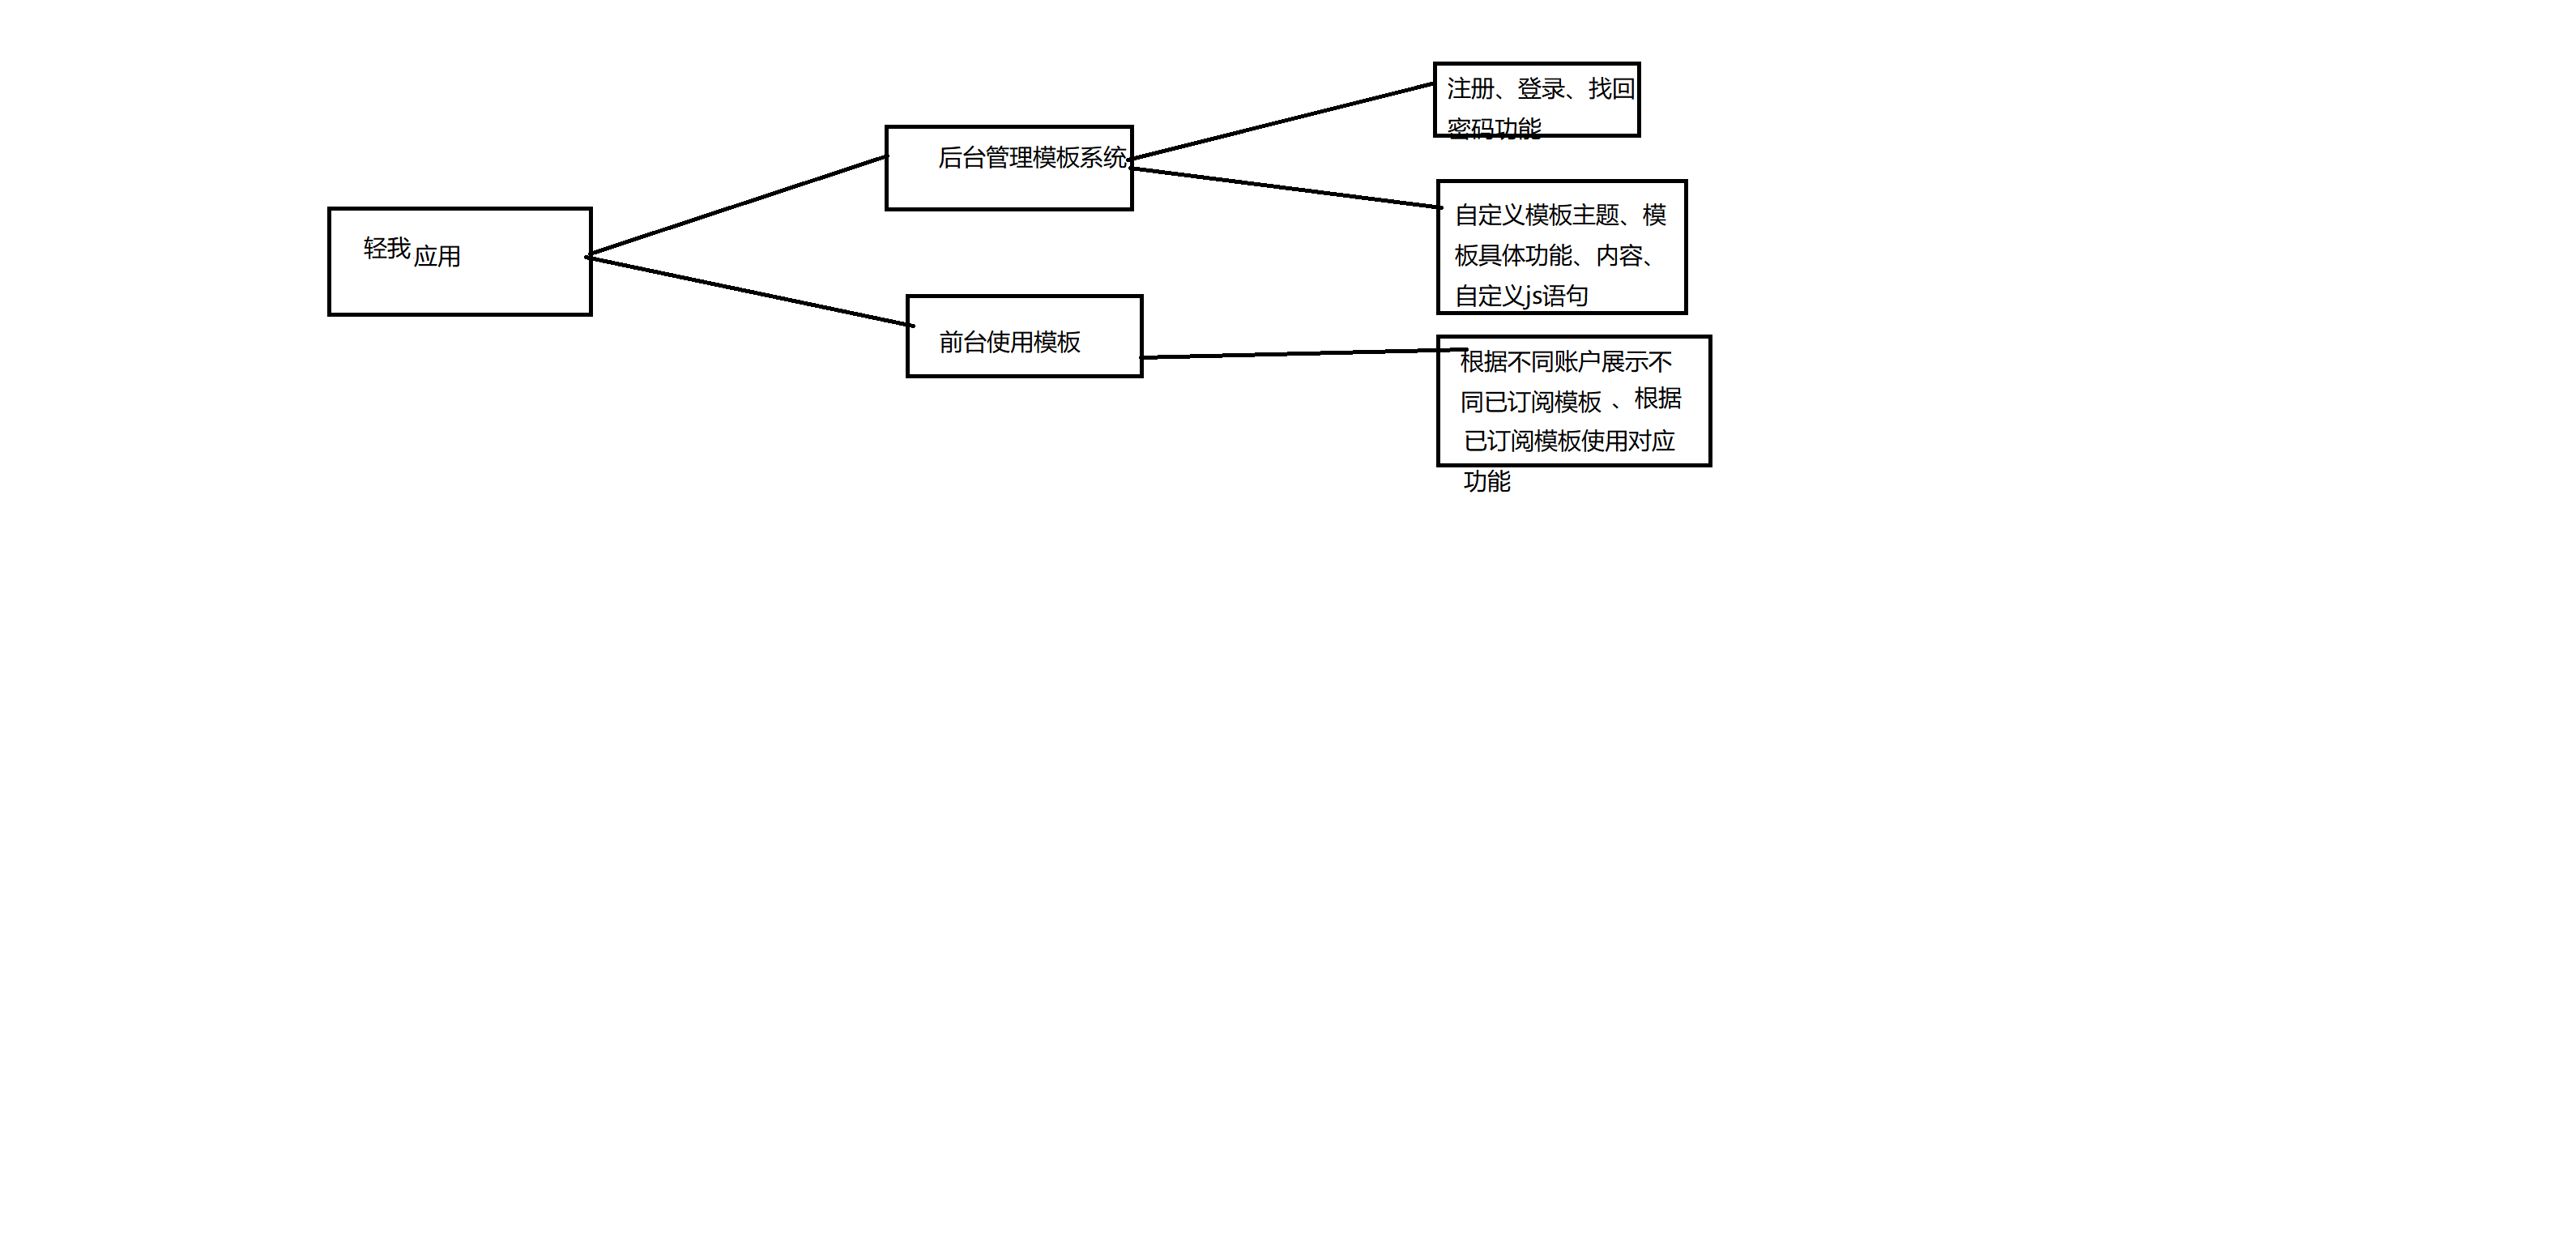 轻我应用
后台管理模板系统
前台使用模板
注册、登录、找回
密码功能
自定义模板主题、模
板具体功能、内容、
自定义js语句
根据不同账户展示不
同已订阅模板 、根据
已订阅模板使用对应
功能